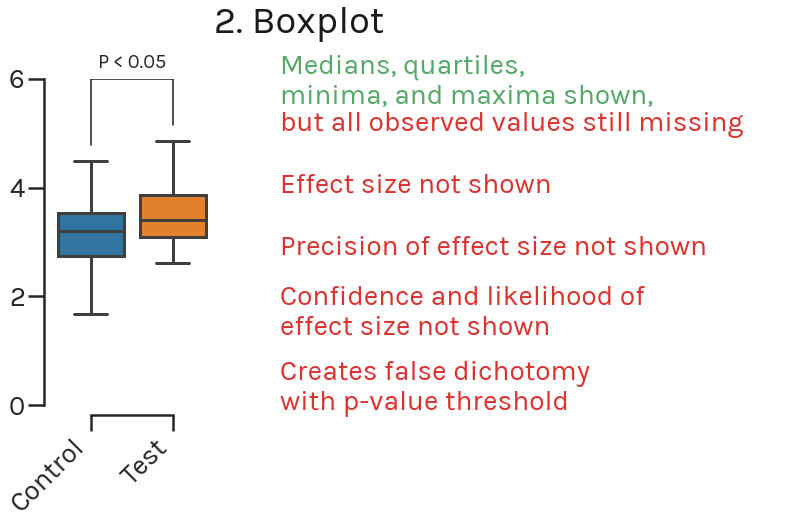 2. Boxplot
P < 0.05
6
4
2
0
Control
Test
Medians, quartiles,
minima, and maxima shown,
but all observed values still missing
Effect size not shown
Precision of effect size not shown
Confidence and likelihood of
effect size not shown
Creates false dichotomy
with p-value threshold